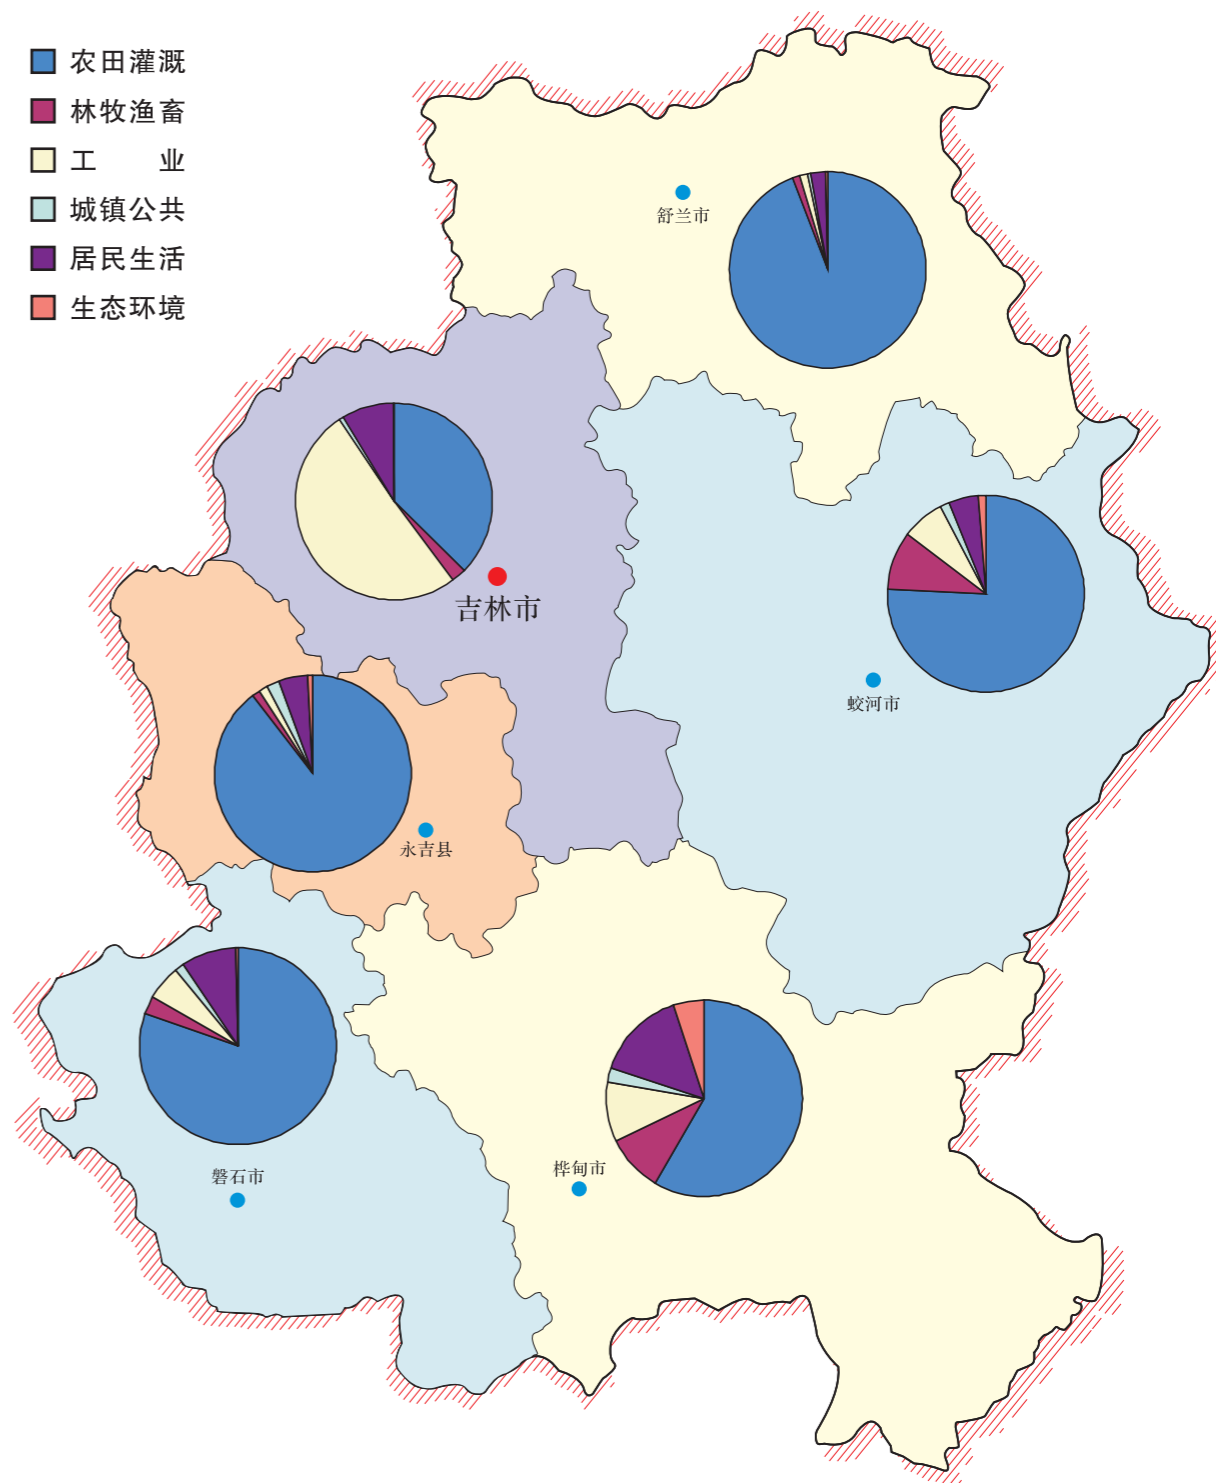 农田灌溉
林牧渔畜
工 业
城镇公共
居民生活
生态环境
舒兰市
吉林市
蛟河市
永吉县
磐石市
桦甸市